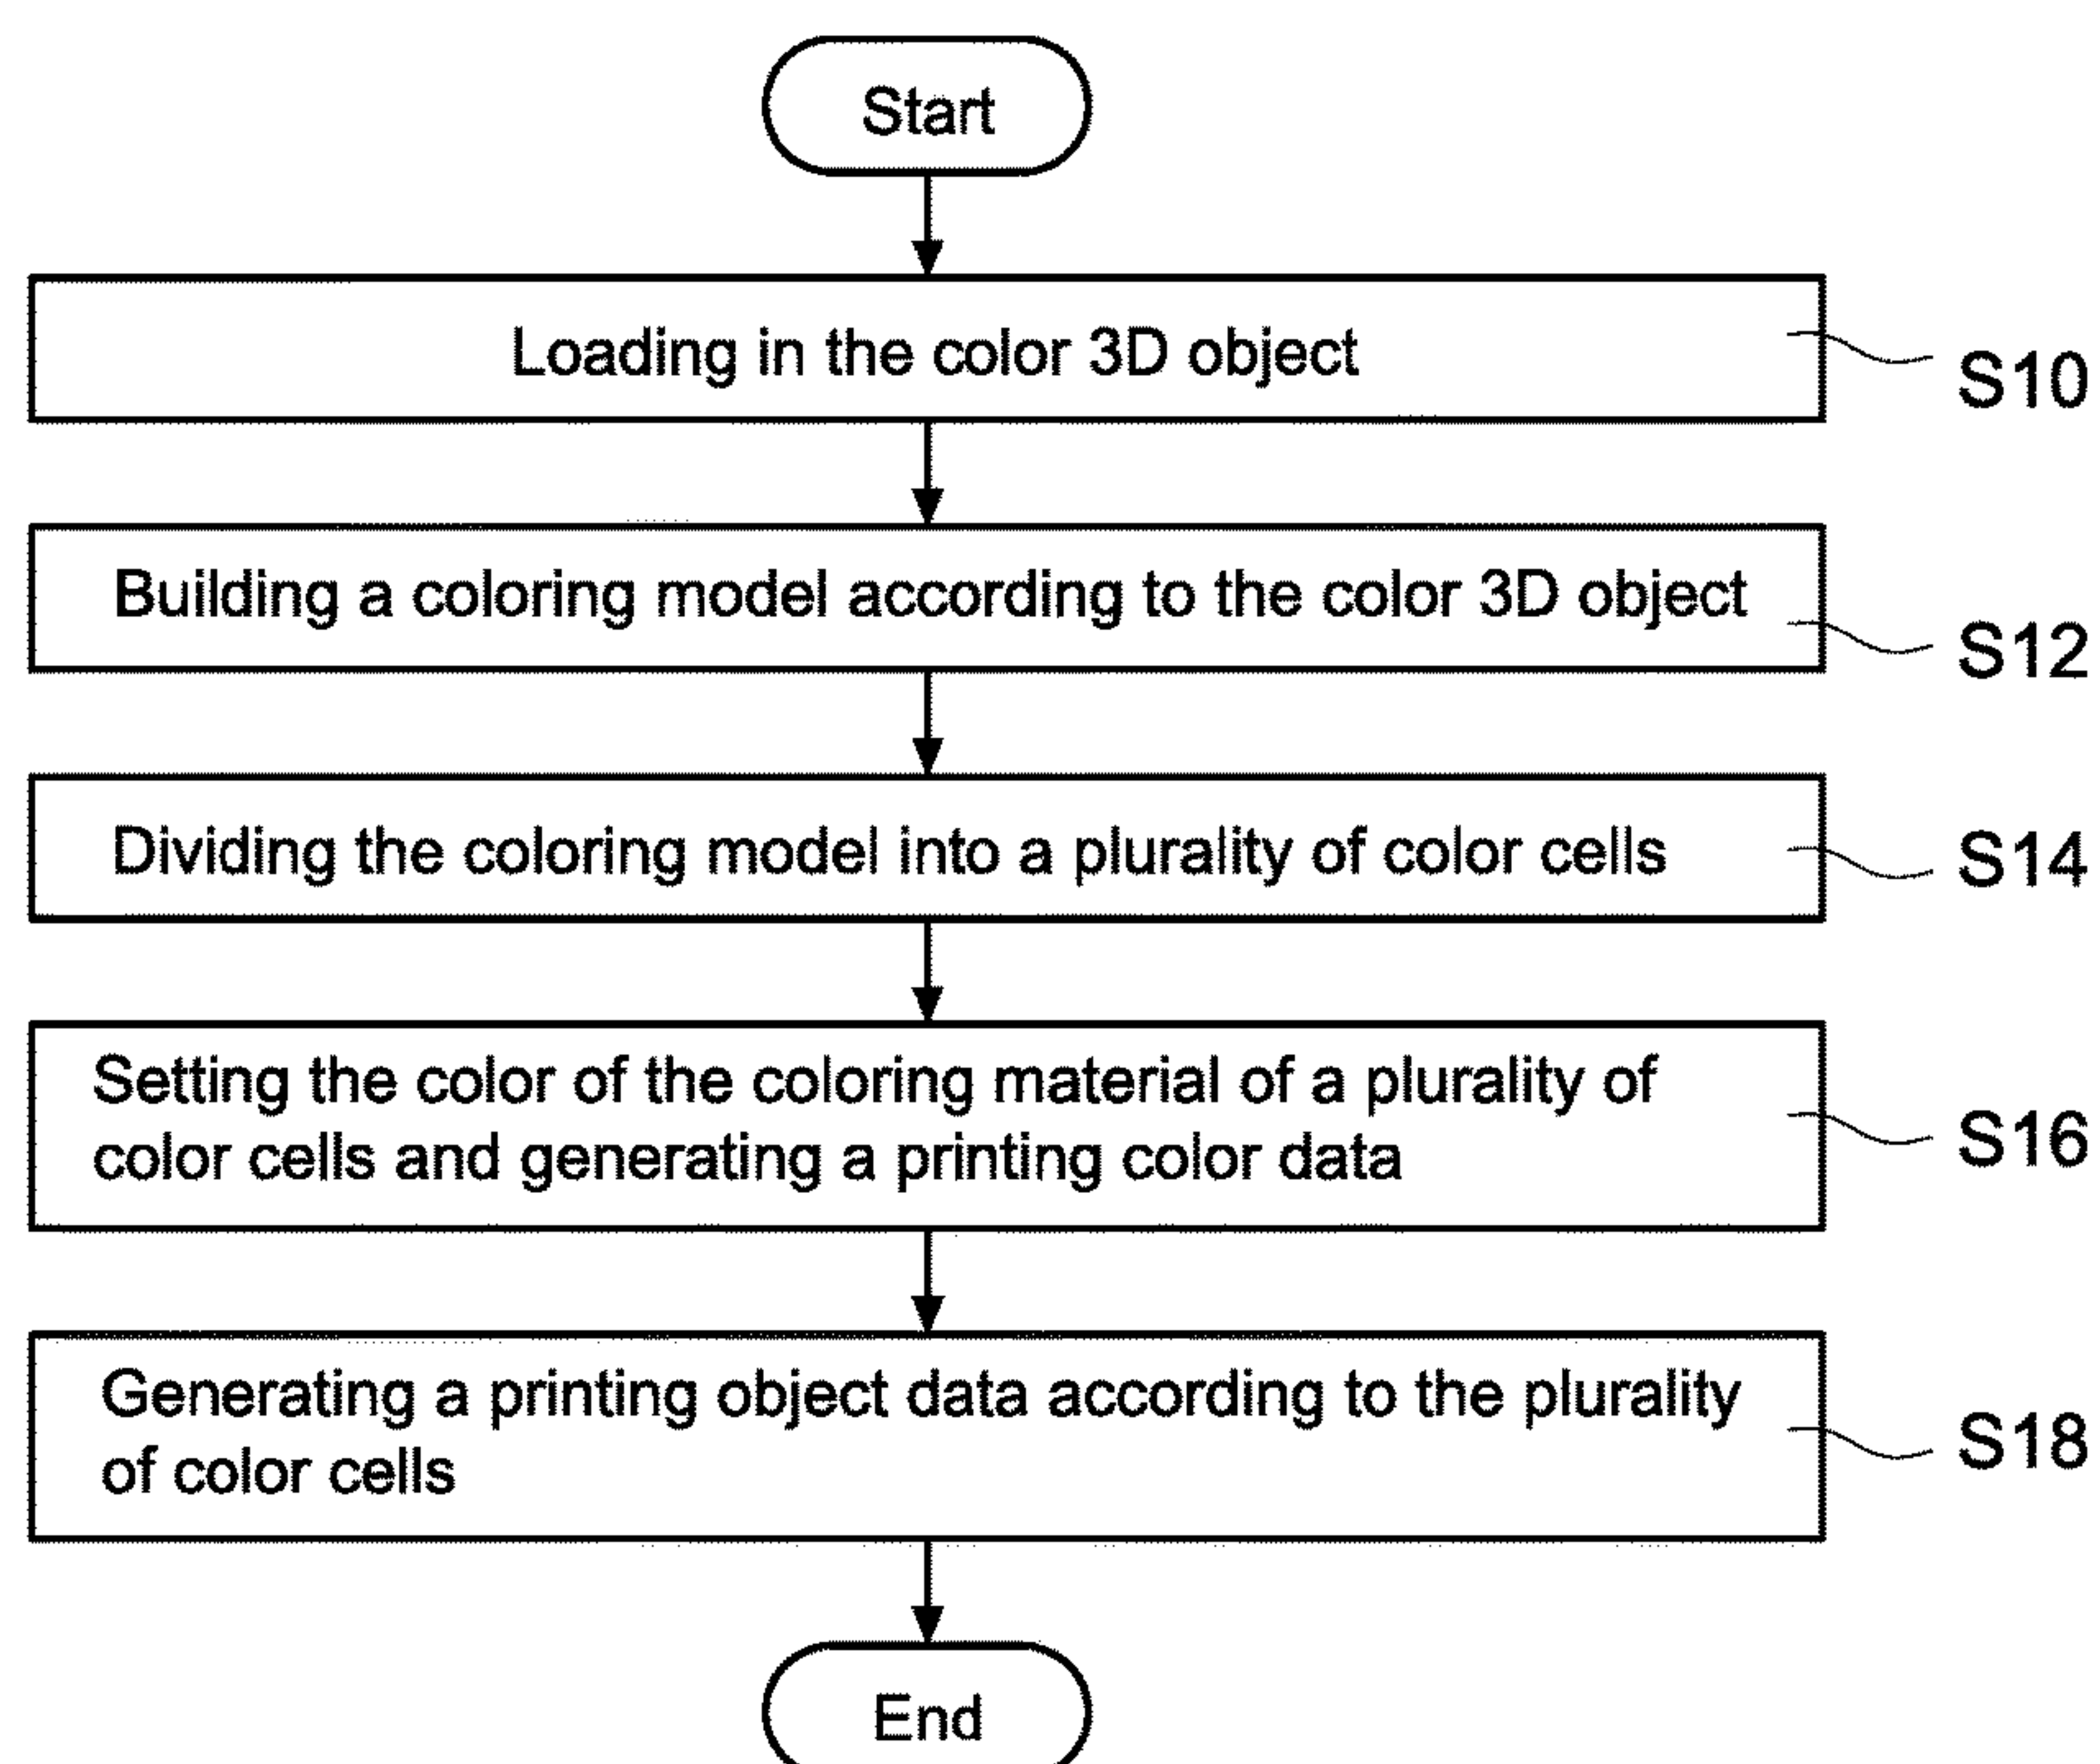 Start
Loading in the color 3D object
S10
Building a coloring model according to the color 3D object
S12
Dividing the coloring model into a plurality of color cells
S14
Setting the color of the coloring material of a plurality of
color cells and generating a printing color data
S16
Generating a printing object data according to the plurality
of color cells
S18
End